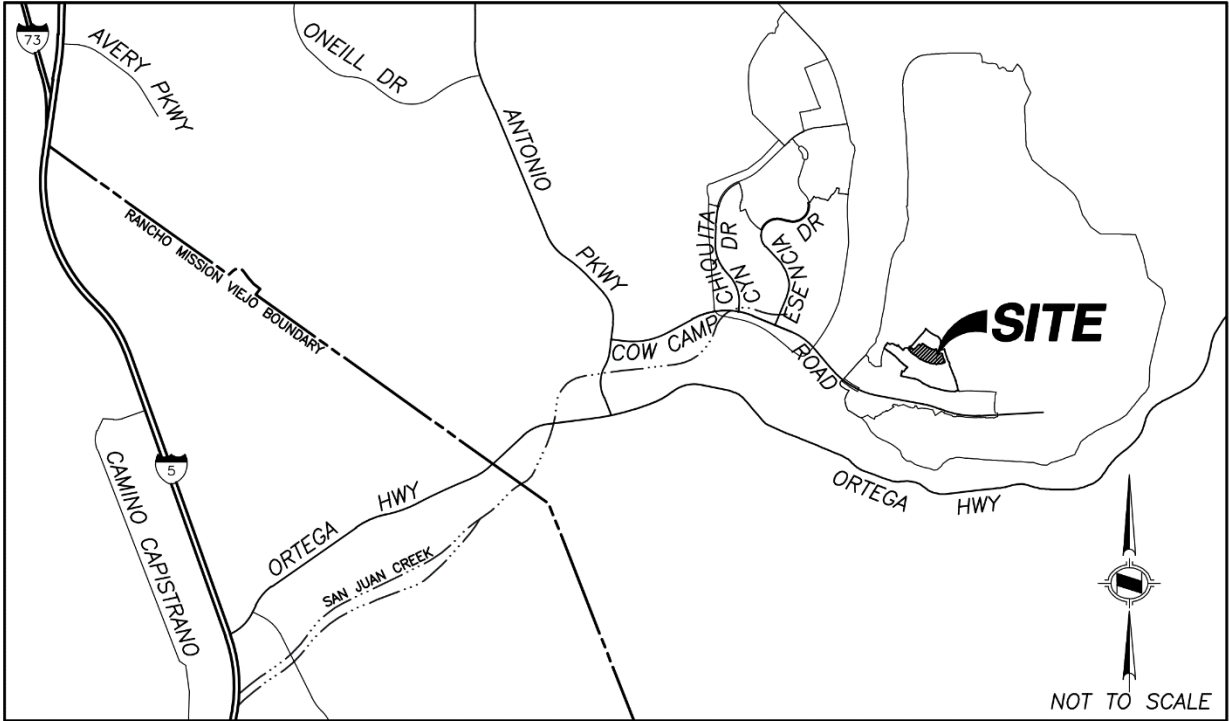 73
AVERY PKWY
ONEILL DR
ANTONIO
PKWY
RANCHO MISSION VIEJO BOUNDARY
CHIQUITA
CYN DR
ESENCIA DR
COW CAMP
ROAD
SITE
CAMINO CAPISTRANO
5
ORTEGA
HWY
SAN JUAN CREEK
ORTEGA
HWY
NOT TO SCALE